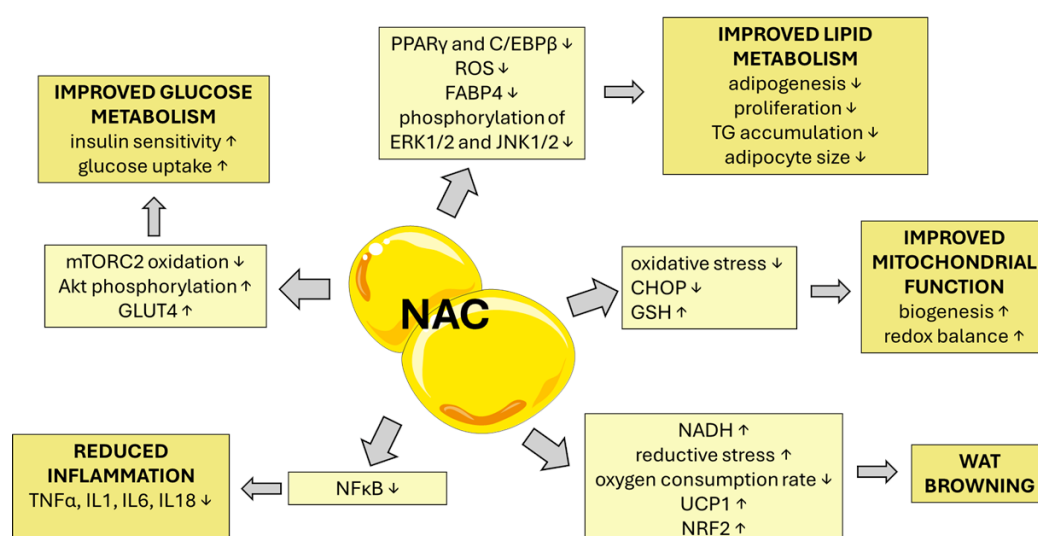 PPARγ and C/EBPβ ↓
ROS ↓
FABP4 ↓
phosphorylation of
ERK1/2 and JNK1/2 ↓
IMPROVED LIPID
METABOLISM
adipogenesis ↓
proliferation ↓
TG accumulation ↓
adipocyte size ↓
IMPROVED GLUCOSE
METABOLISM
insulin sensitivity ↑
glucose uptake ↑
mTORC2 oxidation ↓
Akt phosphorylation ↑
GLUT4 ↑
NAC
oxidative stress ↓
CHOP ↓
GSH ↑
IMPROVED
MITOCHONDRIAL
FUNCTION
biogenesis ↑
redox balance ↑
REDUCED
INFLAMMATION
TNFα, IL1, IL6, IL18 ↓
NFκB ↓
NADH ↑
reductive stress ↑
oxygen consumption rate ↓
UCP1 ↑
NRF2 ↑
WAT
BROWNING